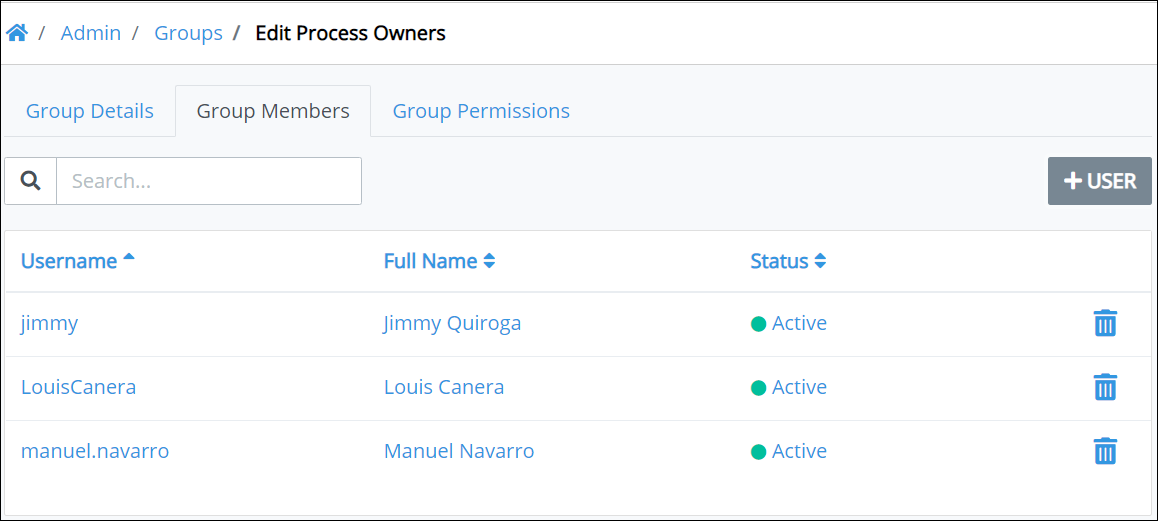 / Admin / Groups / Edit Process Owners
Group Details Group Members Group Permissions
Search... + USER
Username Full Name Status
jimmy Jimmy Quiroga Active
LouisCanera Louis Canera Active
manuel.navarro Manuel Navarro Active